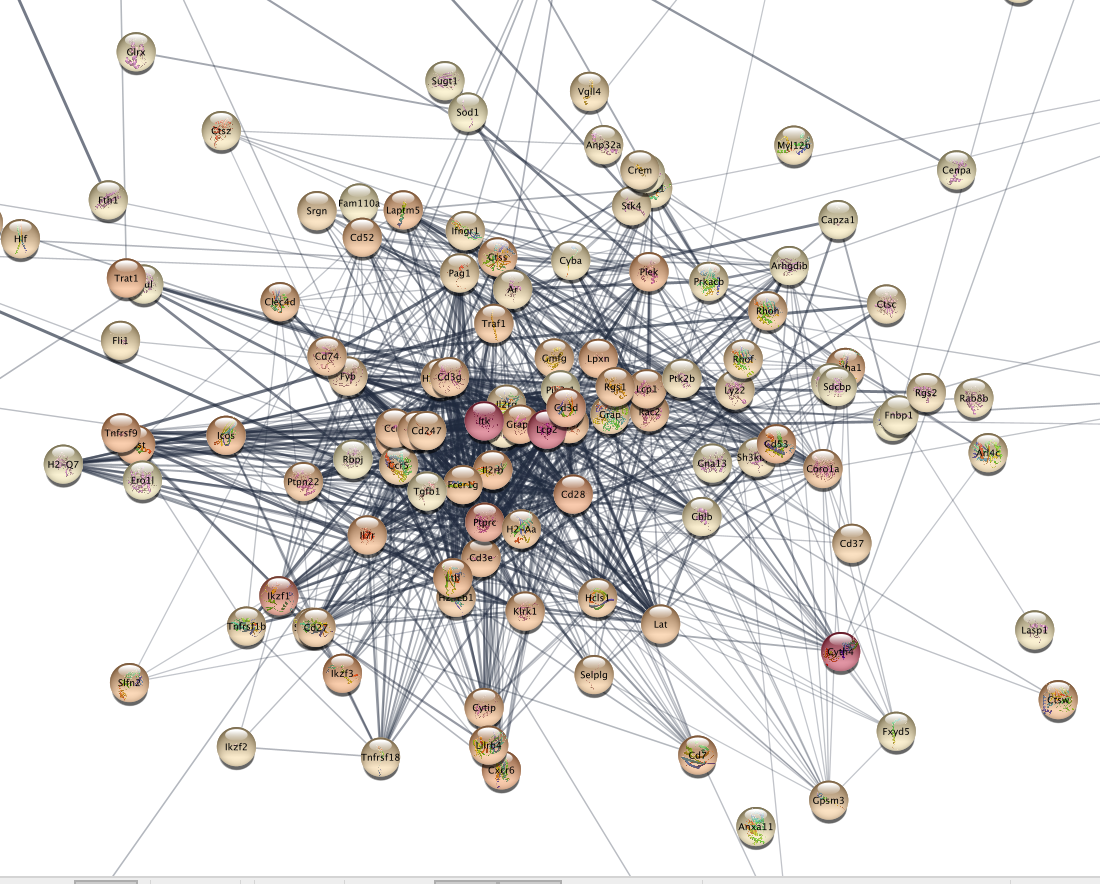 Glrx
Sugt1
Vgll4
Sod1
Ctsz
Anp32a
Myl12b
Crem
Cenpa
Fth1
Srgn
Fam110a
Laptm5
Stk4
Capza1
Hlf
Cd52
Ifngr1
Ctss
Cyba
Pag1
Plek
Prkacb
Arhgdib
Trat1
Ar
Clec4d
Rhoh
Ctsc
Traf1
Fli1
Cd74
Gmfg
Lpxn
Rhof
Fyb
Cd3g
Ptk2b
Sdcbp
Rgs1
Lcp1
Lyz2
Rgs2
Rab8b
Il2rg
Cd3d
Rac2
Fnbp1
Itk
Grap
Lcp2
Grap
Tnfrsf9
Icos
Cd247
Cd53
Arl4c
H2-Q7
Rbpj
Ccr5
Il2rb
Gna13
Coro1a
Ero1l
Ptpn22
Tgfb1
Fcer1g
Cd28
Cblb
Il7r
Ptprc
H2-Aa
Cd37
Cd3e
Ltb
Ikzf1
Hcls1
Klrk1
Lat
Tnfrsf1b
Cd27
Lasp1
Cyth4
Slfn2
Ikzf3
Selplg
Ctsw
Cytip
Fxyd5
Ikzf2
Tnfrsf18
Cd7
Cxcr6
Gpsm3
Anxa11